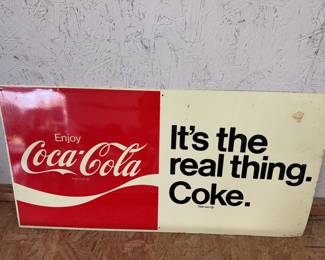 Enjoy
Coca-Cola
It's the
real thing.
Coke.